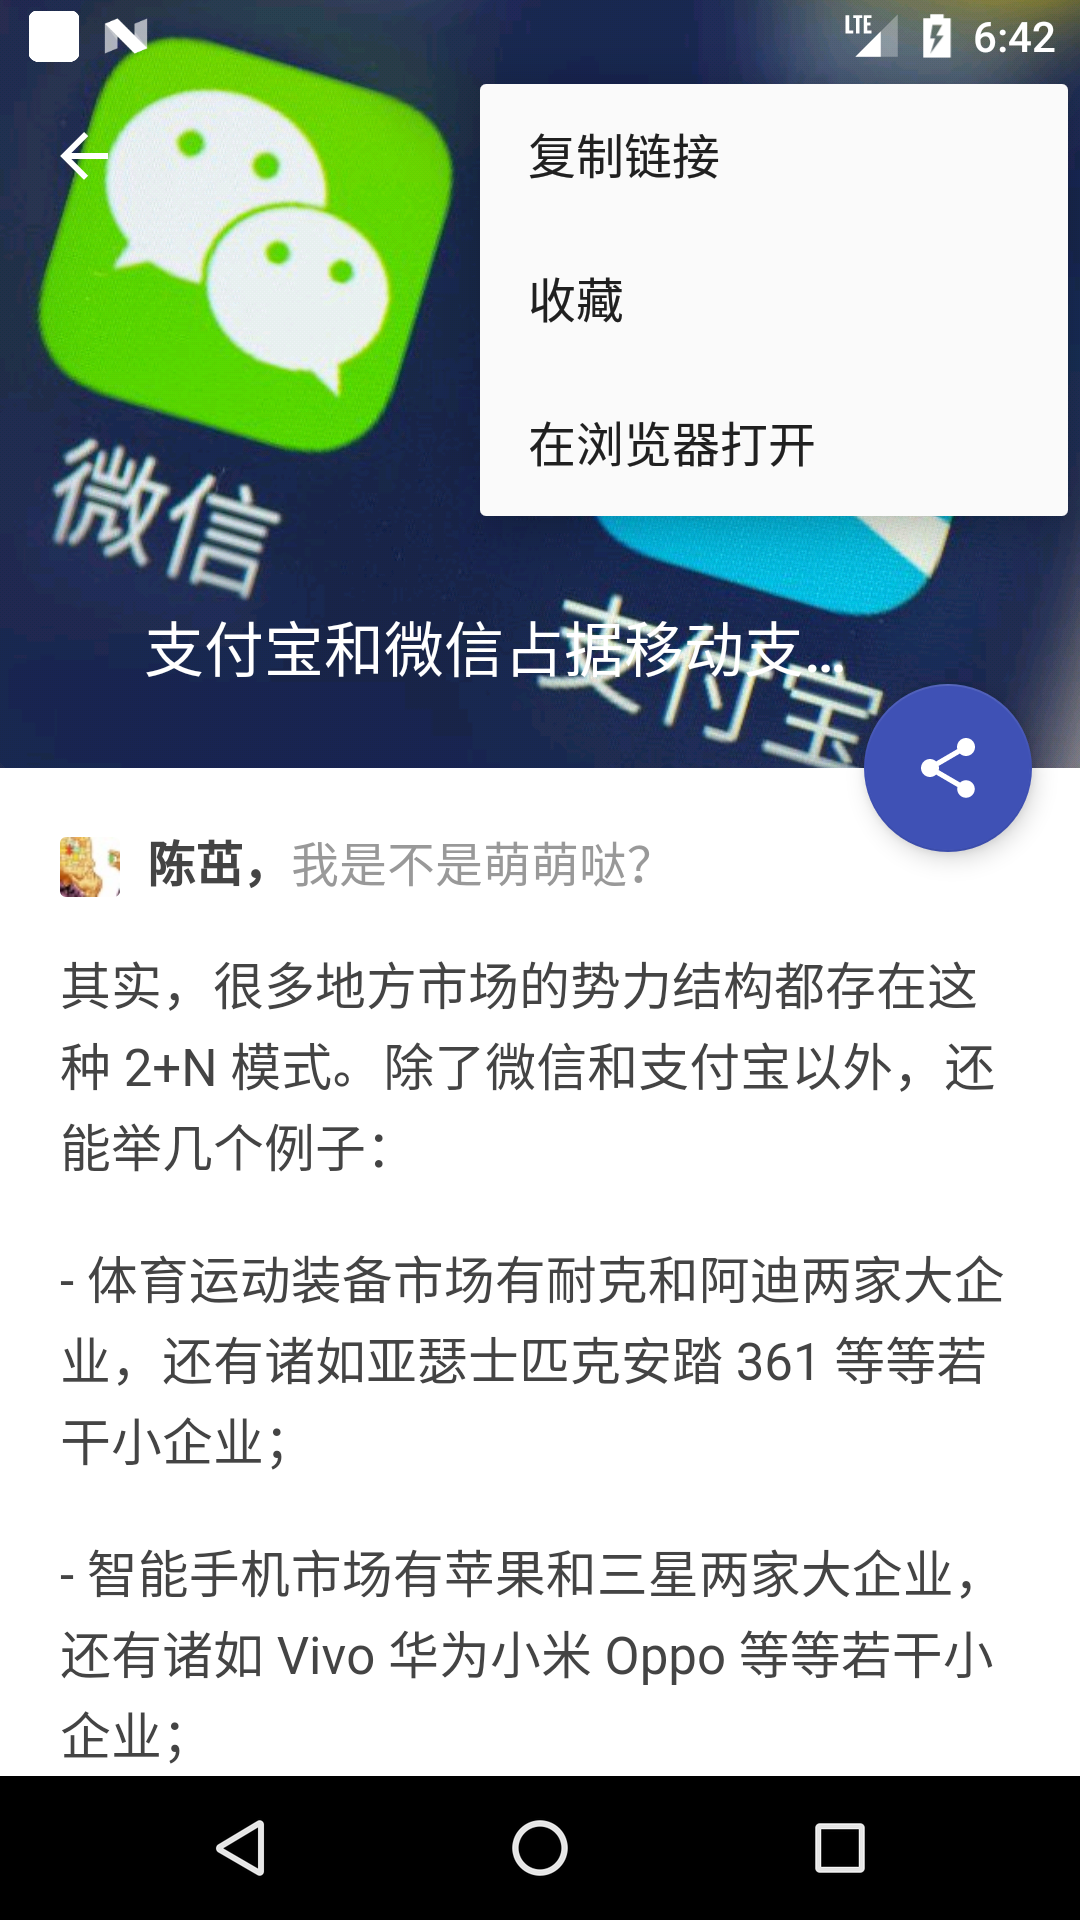 LTE 6:42
复制链接
收藏
在浏览器打开
微信
支付宝
支付宝和微信占据移动支…
陈茁，我是不是萌萌哒？
其实，很多地方市场的势力结构都存在这
种 2+N 模式。除了微信和支付宝以外，还
能举几个例子：
- 体育运动装备市场有耐克和阿迪两家大企
业，还有诸如亚瑟士匹克安踏 361 等等若
干小企业；
- 智能手机市场有苹果和三星两家大企业，
还有诸如 Vivo 华为小米 Oppo 等等若干小
企业；